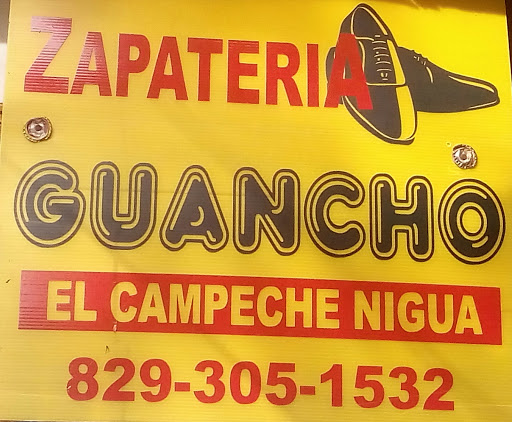 ZAPATERIA
GUANCHO
EL CAMPECHE NIGUA
829-305-1532